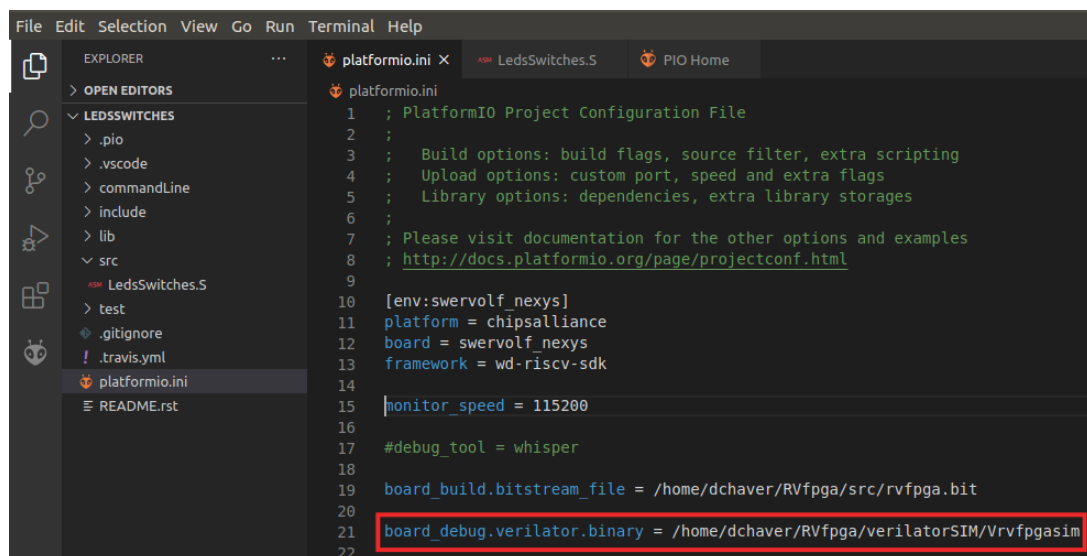 File Edit Selection View Go Run Terminal Help
EXPLORER ...
> OPEN EDITORS
LEDSSWITCHES
> .pio
> .vscode
> commandLine
> include
> lib
src
ASM LedsSwitches.S
> test
.gitignore
! .travis.yml
platformio.ini
README.rst
platformio.ini × ASM LedsSwitches.S PIO Home
platformio.ini
1 ; PlatformIO Project Configuration File
2 ;
3 ;   Build options: build flags, source filter, extra scripting
4 ;   Upload options: custom port, speed and extra flags
5 ;   Library options: dependencies, extra library storages
6 ;
7 ; Please visit documentation for the other options and examples
8 ; http://docs.platformio.org/page/projectconf.html
9
10 [env:swervolf_nexys]
11 platform = chipsalliance
12 board = swervolf_nexys
13 framework = wd-riscv-sdk
14
15 monitor_speed = 115200
16
17 #debug_tool = whisper
18
19 board_build.bitstream_file = /home/dchaver/RVfpga/src/rvfpga.bit
20
21 board_debug.verilator.binary = /home/dchaver/RVfpga/verilatorSIM/Vrvfpgasim
22